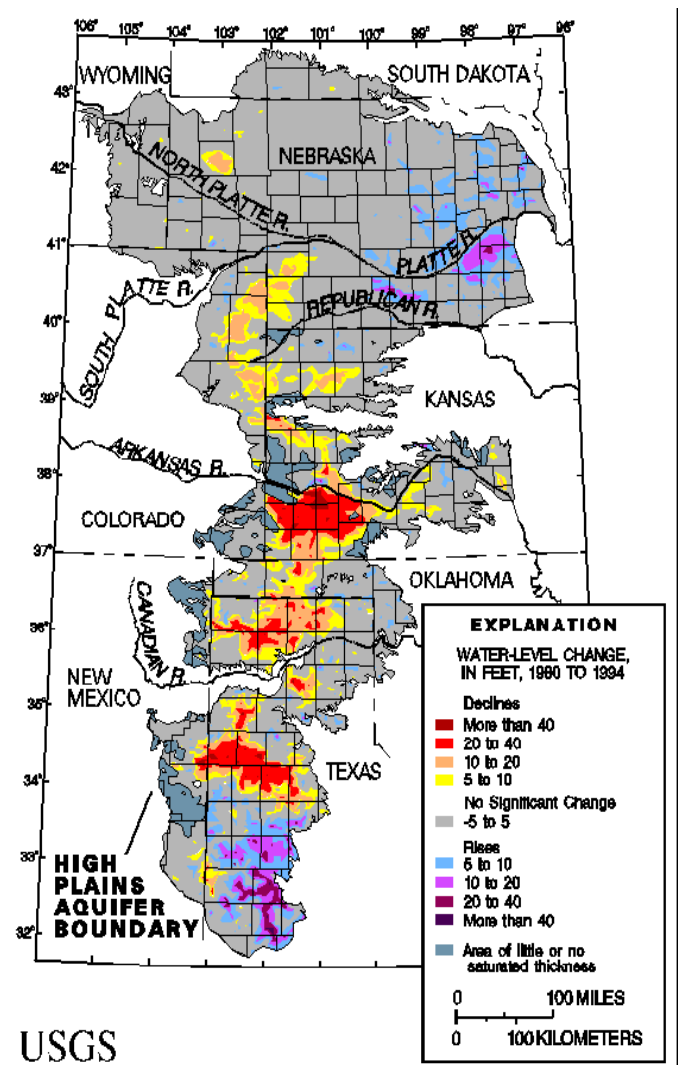 106° 105° 104° 103° 102° 101° 100° 99° 98° 97° 96°
WYOMING
SOUTH DAKOTA
43°
NEBRASKA
42°
NORTH PLATTE R.
41°
PLATTE R.
SOUTH PLATTE R.
REPUBLICAN R.
40°
39°
KANSAS
ARKANSAS R.
38°
COLORADO
37°
OKLAHOMA
CANADIAN R.
36°
NEW
MEXICO
35°
TEXAS
34°
33°
HIGH
PLAINS
AQUIFER
BOUNDARY
32°
EXPLANATION
WATER-LEVEL CHANGE,
IN FEET, 1980 TO 1994
Declines
More than 40
20 to 40
10 to 20
5 to 10
No Significant Change
-5 to 5
Rises
5 to 10
10 to 20
20 to 40
More than 40
Area of little or no
saturated thickness
0 100 MILES
0 100 KILOMETERS
USGS